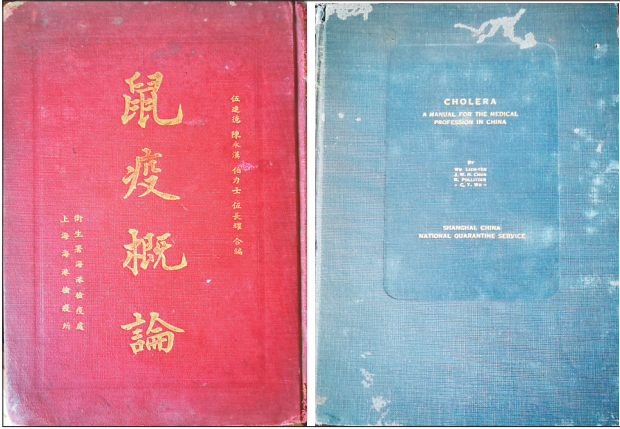 鼠疫概論
伍連德 陳永漢 伯力士 伍長耀 合編
衛生署海港檢疫處
上海海港檢疫所
CHOLERA
A MANUAL FOR THE MEDICAL
PROFESSION IN CHINA
BY
WU LIEN-TEH
J. W. H. CHUN
R. POLLITZER
C. Y. WU
SHANGHAI CHINA
NATIONAL QUARANTINE SERVICE